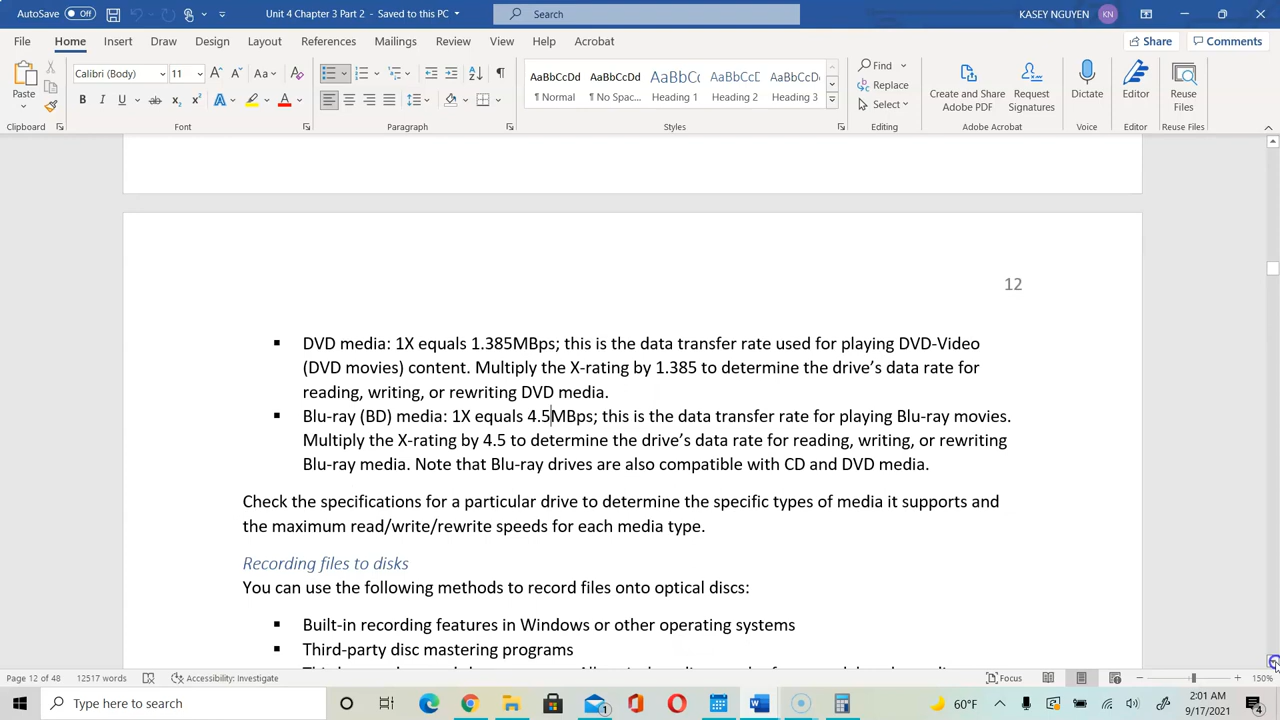 AutoSave Off Unit 4 Chapter 3 Part 2 - Saved to this PC Search KASEY NGUYEN KN
File Home Insert Draw Design Layout References Mailings Review View Help Acrobat Share Comments
Paste Calibri (Body) 11 AaBbCcDd AaBbCcDd AaBbCc AaBbCcD AaBbCcD Find Replace Select Create and Share Adobe PDF Request Signatures Dictate Editor Reuse Files
¶ Normal ¶ No Spac... Heading 1 Heading 2 Heading 3
Clipboard Font Paragraph Styles Editing Adobe Acrobat Voice Editor Reuse Files
12
▪ DVD media: 1X equals 1.385MBps; this is the data transfer rate used for playing DVD-Video
(DVD movies) content. Multiply the X-rating by 1.385 to determine the drive’s data rate for
reading, writing, or rewriting DVD media.
▪ Blu-ray (BD) media: 1X equals 4.5MBps; this is the data transfer rate for playing Blu-ray movies.
Multiply the X-rating by 4.5 to determine the drive’s data rate for reading, writing, or rewriting
Blu-ray media. Note that Blu-ray drives are also compatible with CD and DVD media.
Check the specifications for a particular drive to determine the specific types of media it supports and
the maximum read/write/rewrite speeds for each media type.
Recording files to disks
You can use the following methods to record files onto optical discs:
▪ Built-in recording features in Windows or other operating systems
▪ Third-party disc mastering programs
Page 12 of 48 12517 words Accessibility: Investigate Focus 150%
Type here to search 1 60°F 2:01 AM
9/17/2021 4